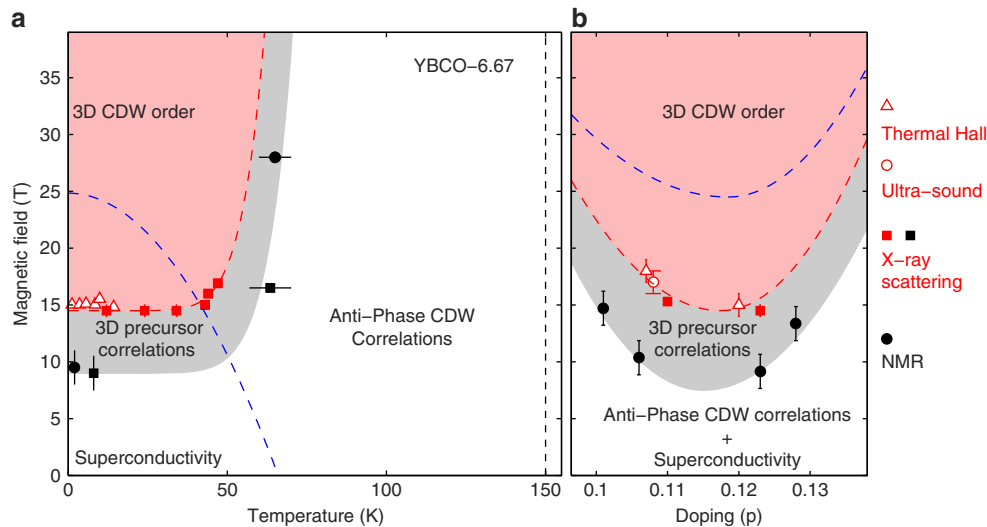 a
YBCO−6.67
3D CDW order
3D precursor
correlations
Anti−Phase CDW
Correlations
Superconductivity
Magnetic field (T)
0
5
10
15
20
25
30
35
0
50
100
150
Temperature (K)
b
3D CDW order
3D precursor
correlations
Anti−Phase CDW correlations
+
Superconductivity
0.1
0.11
0.12
0.13
Doping (p)
Thermal Hall
Ultra−sound
X−ray
scattering
NMR